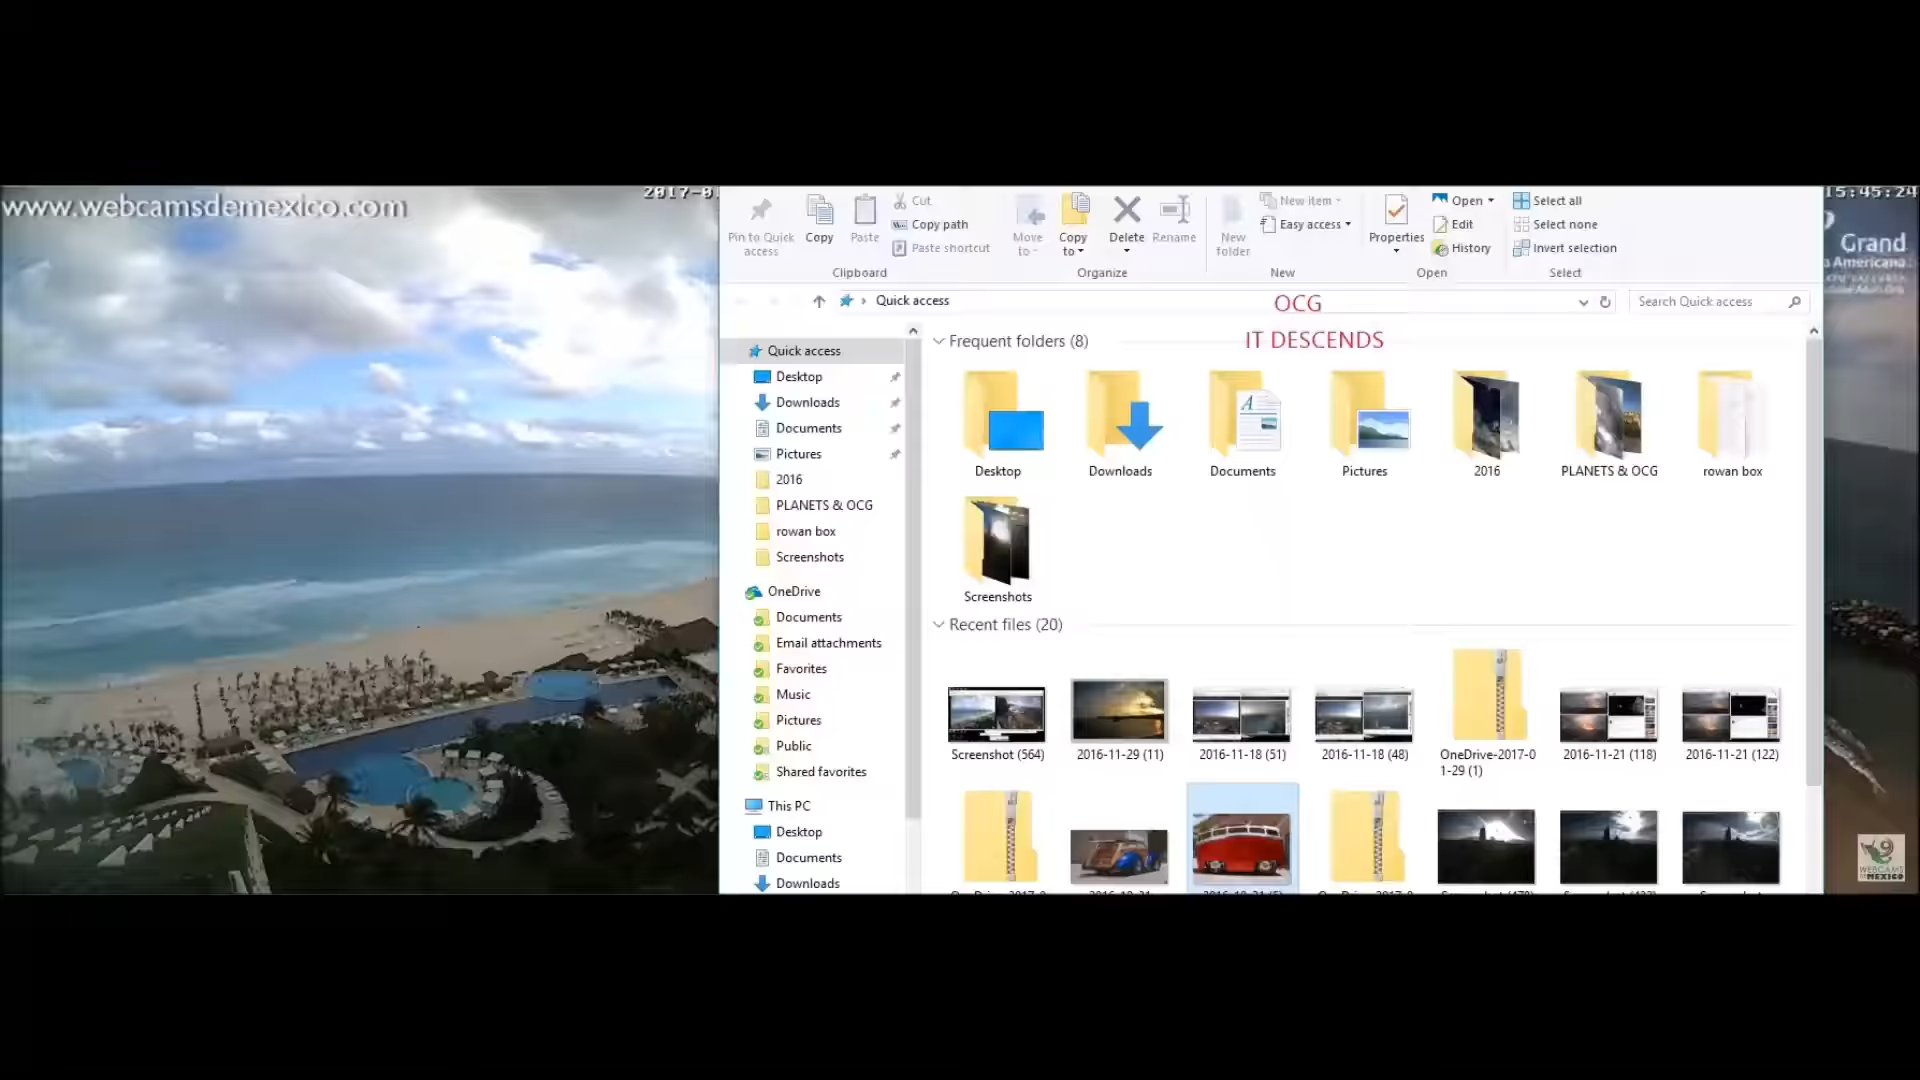 www.webcamsdemexico.com
2017-0
15:45:24
Grand
Americana
Pin to Quick
access
Copy
Paste
Cut
Copy path
Paste shortcut
Clipboard
Move
to
Copy
to
Delete
Rename
Organize
New
folder
New item
Easy access
New
Properties
Open
Edit
History
Open
Select all
Select none
Invert selection
Select
Quick access
OCG
Search Quick access
IT DESCENDS
Quick access
Desktop
Downloads
Documents
Pictures
2016
PLANETS & OCG
rowan box
Screenshots
OneDrive
Documents
Email attachments
Favorites
Music
Pictures
Public
Shared favorites
This PC
Desktop
Documents
Downloads
Frequent folders (8)
Desktop
Downloads
Documents
Pictures
2016
PLANETS & OCG
rowan box
Screenshots
Recent files (20)
Screenshot (564)
2016-11-29 (11)
2016-11-18 (51)
2016-11-18 (48)
OneDrive-2017-0
1-29 (1)
2016-11-21 (118)
2016-11-21 (122)
WEBCAMS
MEXICO